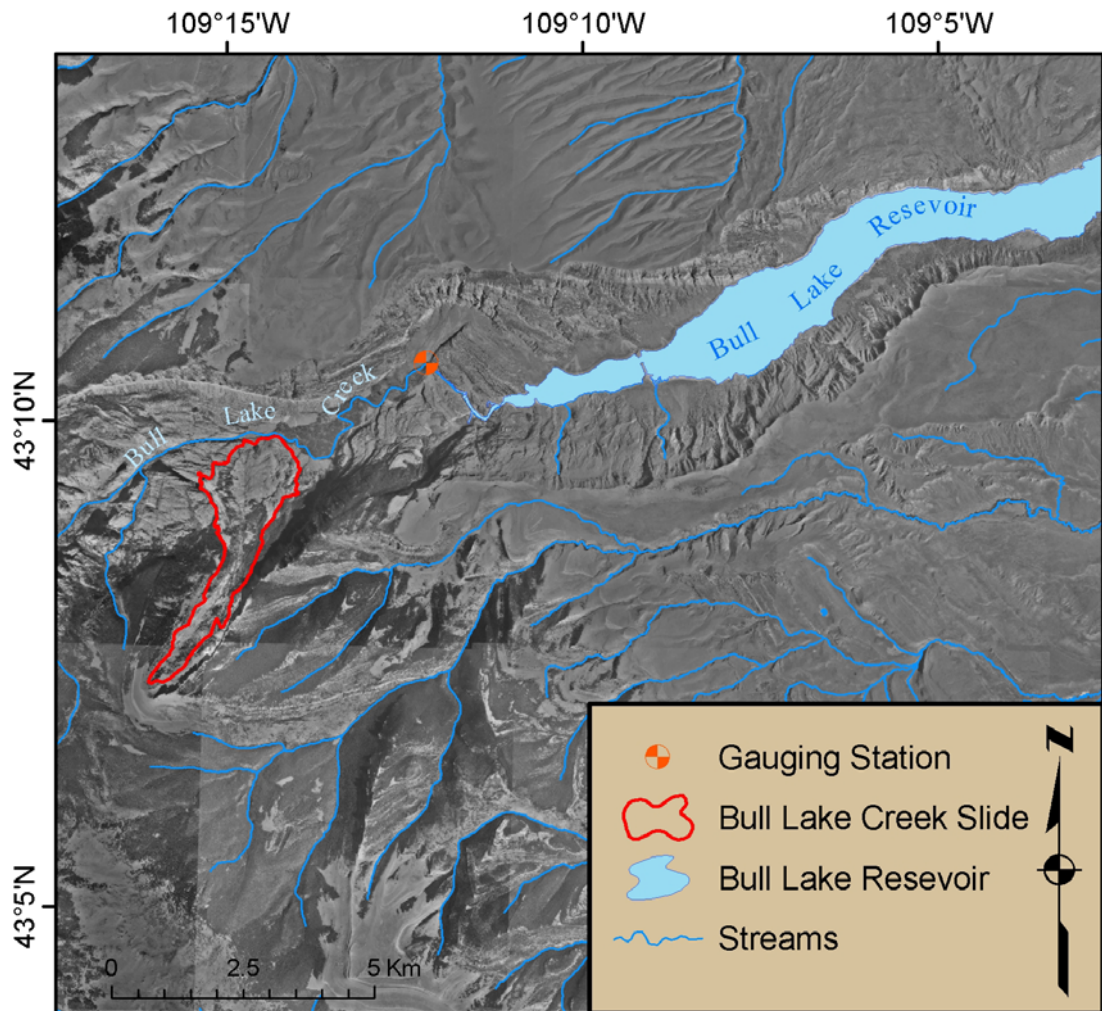 109°15'W 109°10'W 109°5'W
Resevoir
Bull Lake
Bull Lake Creek
43°10'N
43°5'N
0 2.5 5 Km
N
Gauging Station
Bull Lake Creek Slide
Bull Lake Resevoir
Streams